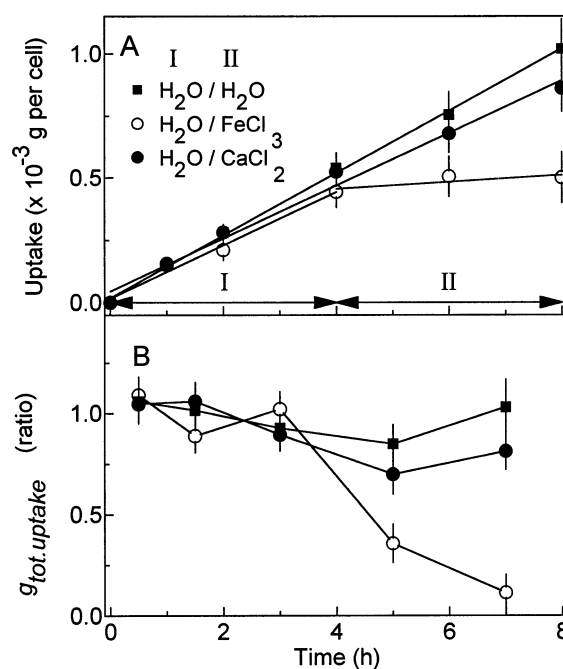 A
I II
H₂O / H₂O
H₂O / FeCl₃
H₂O / CaCl₂
Uptake (x 10⁻³ g per cell)
1.0
0.5
0.0
I II
B
g tot.uptake (ratio)
1.0
0.5
0.0
0 2 4 6 8
Time (h)